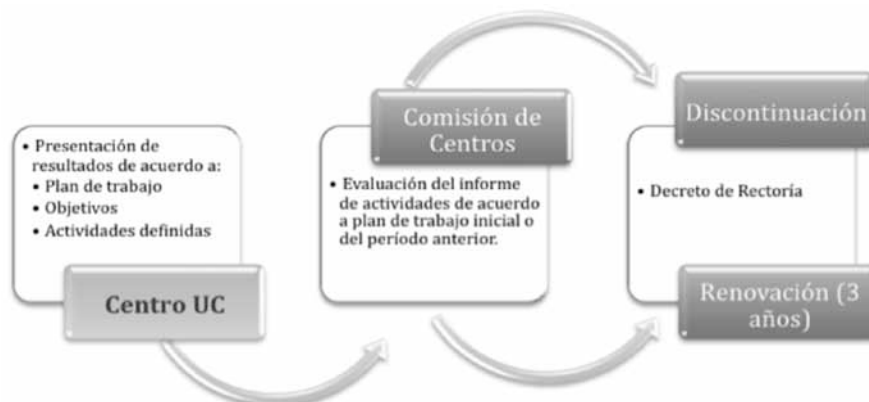 • Presentación de
resultados de acuerdo a:
• Plan de trabajo
• Objetivos
• Actividades definidas
Centro UC
Comisión de
Centros
• Evaluación del informe
de actividades de acuerdo
a plan de trabajo inicial o
del período anterior.
Discontinuación
• Decreto de Rectoría
Renovación (3
años)